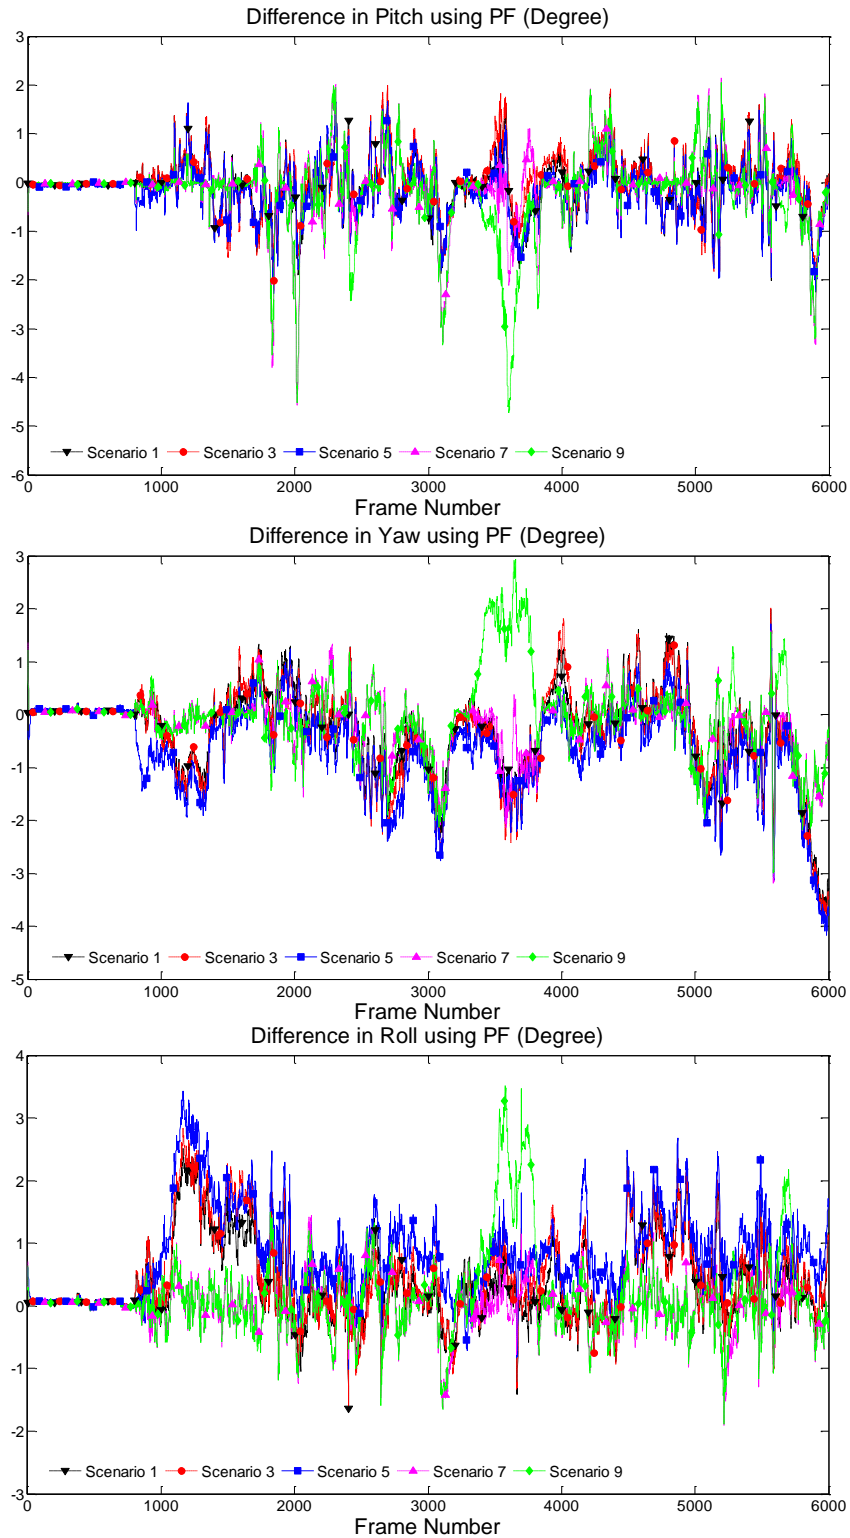 Difference in Pitch using PF (Degree)
3
2
1
0
-1
-2
-3
-4
-5
-6
Scenario 1 Scenario 3 Scenario 5 Scenario 7 Scenario 9
0 1000 2000 3000 4000 5000 6000
Frame Number
Difference in Yaw using PF (Degree)
3
2
1
0
-1
-2
-3
-4
-5
Scenario 1 Scenario 3 Scenario 5 Scenario 7 Scenario 9
0 1000 2000 3000 4000 5000 6000
Frame Number
Difference in Roll using PF (Degree)
4
3
2
1
0
-1
-2
-3
Scenario 1 Scenario 3 Scenario 5 Scenario 7 Scenario 9
0 1000 2000 3000 4000 5000 6000
Frame Number